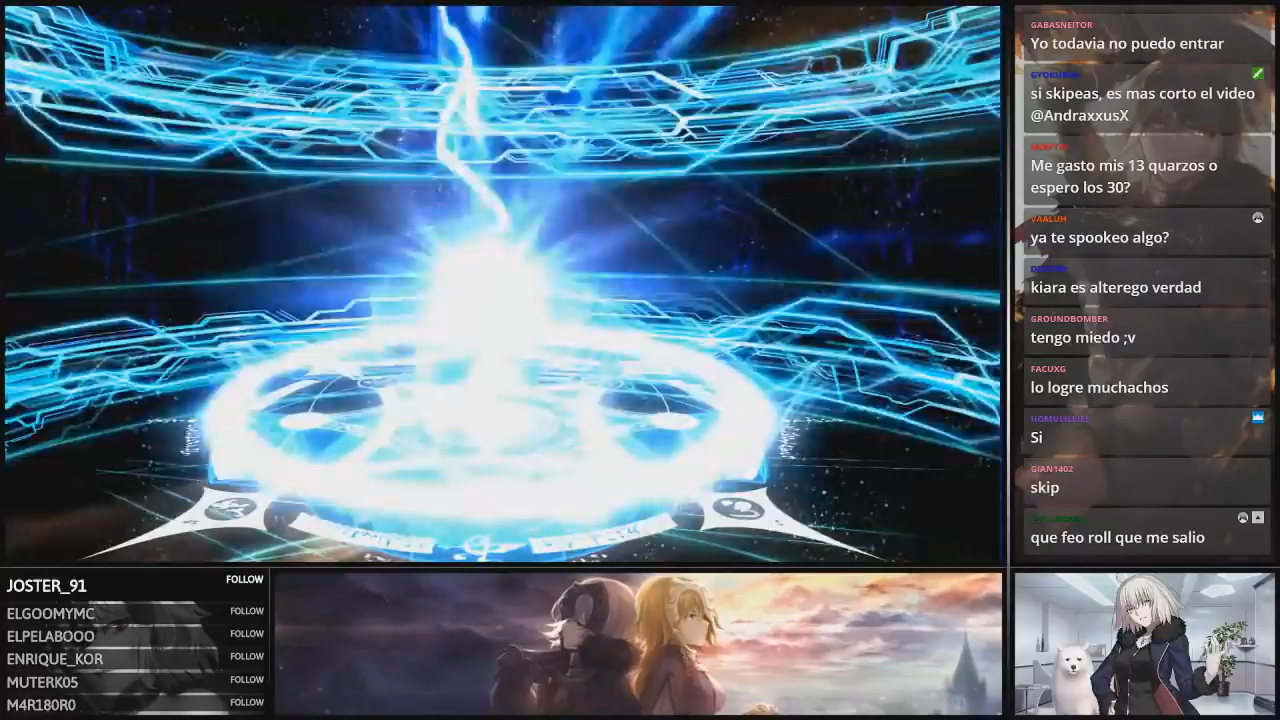 GABASNEITOR
Yo todavia no puedo entrar
si skipeas, es mas corto el video
@AndraxxusX
Me gasto mis 13 quarzos o
espero los 30?
VAALUH
ya te spookeo algo?
kiara es alterego verdad
GROUNDBOMBER
tengo miedo ;v
FACUXG
lo logre muchachos
HOMULILLIEL
Si
GIAN1402
skip
que feo roll que me salio
JOSTER_91 FOLLOW
ELGOOMYMC FOLLOW
ELPELABOOO FOLLOW
ENRIQUE_KOR FOLLOW
MUTERK05 FOLLOW
M4R180R0 FOLLOW